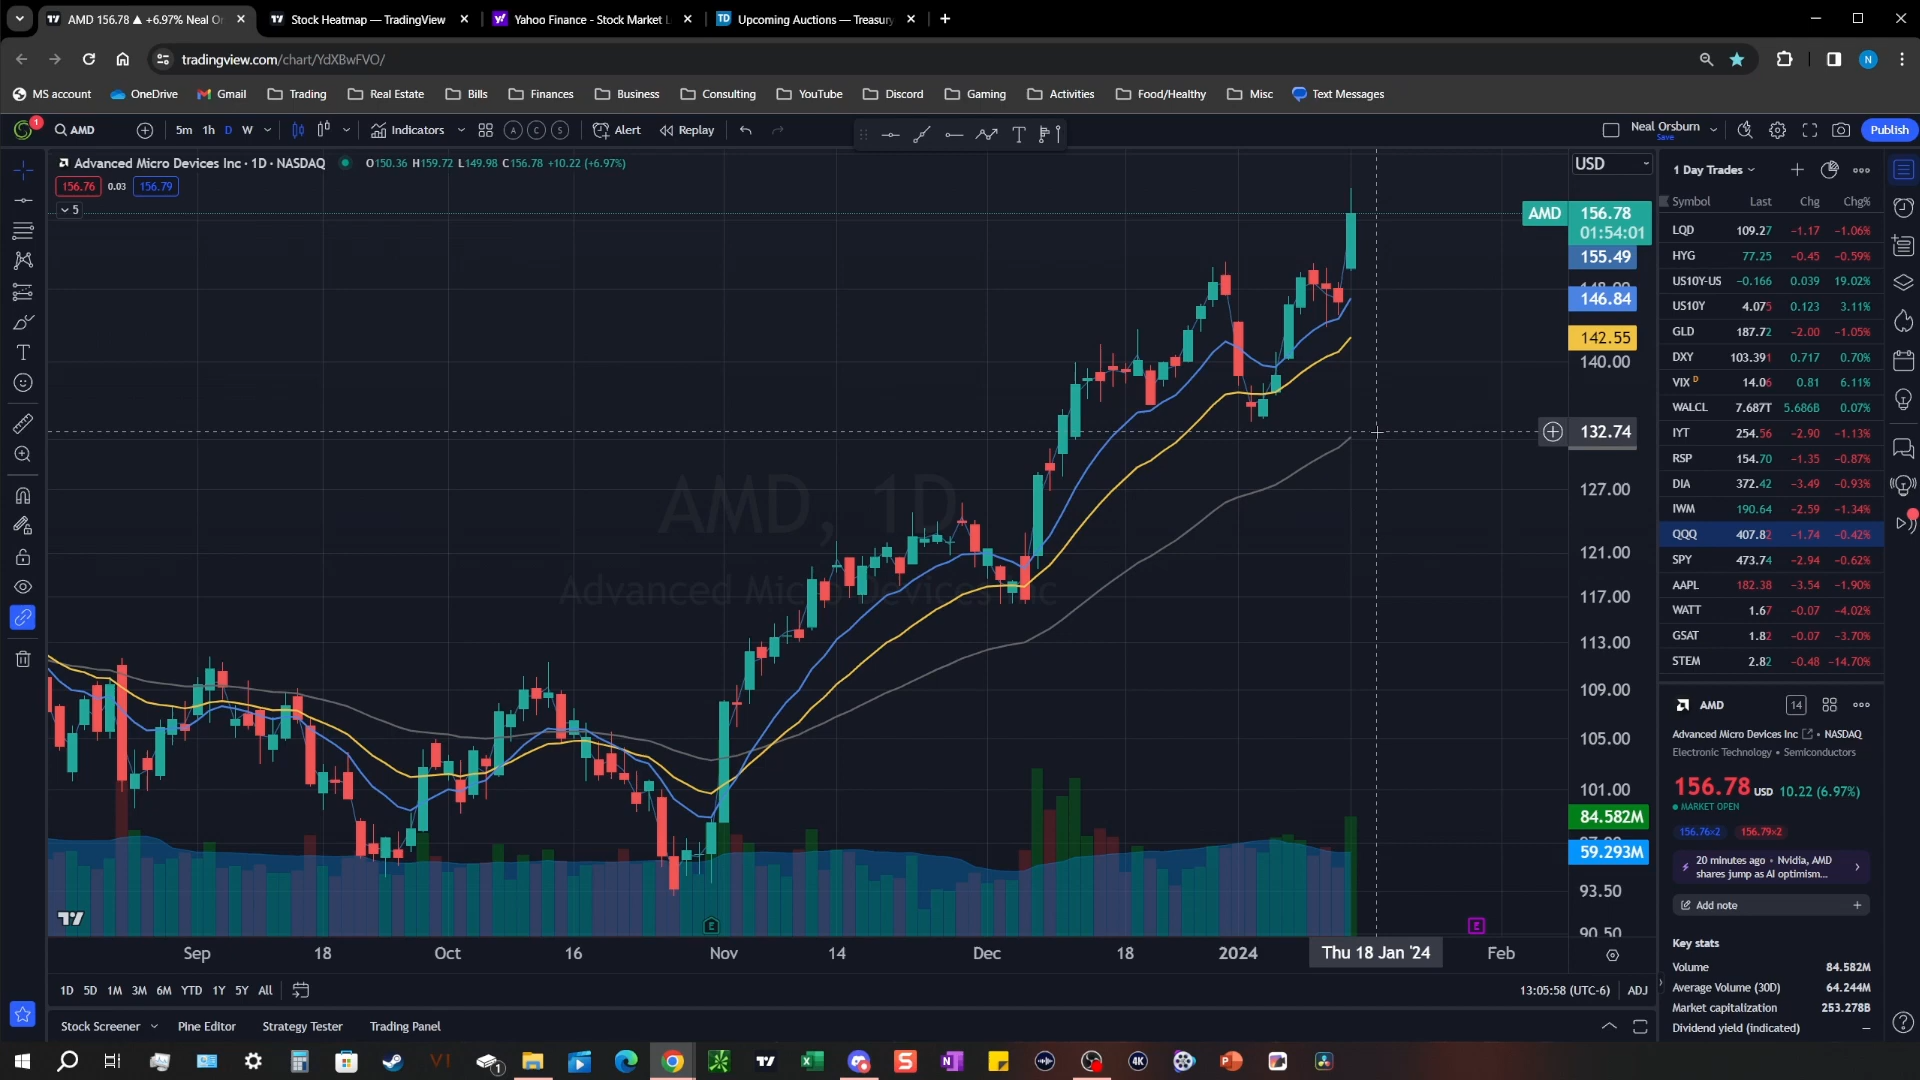 AMD 156.78 ▲ +6.97% Neal Or
Stock Heatmap — TradingView
Yahoo Finance - Stock Market L
Upcoming Auctions — Treasury
tradingview.com/chart/YdXBwFVO/
MS account OneDrive Gmail Trading Real Estate Bills Finances Business Consulting YouTube Discord Gaming Activities Food/Healthy Misc Text Messages
1 AMD 5m 1h D W Indicators A C S Alert Replay
Neal Orsburn
Save
Publish
Advanced Micro Devices Inc · 1D · NASDAQ O150.36 H159.72 L149.98 C156.78 +10.22 (+6.97%)
156.76 0.03 156.79
5
USD
AMD 156.78
01:54:01
155.49
146.84
142.55
140.00
132.74
127.00
121.00
117.00
113.00
109.00
105.00
101.00
84.582M
59.293M
93.50
90.50
AMD, 1D
Advanced Micro Devices Inc
E
E
Sep 18 Oct 16 Nov 14 Dec 18 2024 Thu 18 Jan '24 Feb
1D 5D 1M 3M 6M YTD 1Y 5Y All
13:05:58 (UTC-6) ADJ
Stock Screener Pine Editor Strategy Tester Trading Panel
1 Day Trades
Symbol Last Chg Chg%
LQD 109.27 −1.17 −1.06%
HYG 77.25 −0.45 −0.59%
US10Y-US −0.166 0.039 19.02%
US10Y 4.075 0.123 3.11%
GLD 187.72 −2.00 −1.05%
DXY 103.391 0.717 0.70%
VIX D 14.06 0.81 6.11%
WALCL 7.687T 5.686B 0.07%
IYT 254.56 −2.90 −1.13%
RSP 154.70 −1.35 −0.87%
DIA 372.42 −3.49 −0.93%
IWM 190.64 −2.59 −1.34%
QQQ 407.82 −1.74 −0.42%
SPY 473.74 −2.94 −0.62%
AAPL 182.38 −3.54 −1.90%
WATT 1.67 −0.07 −4.02%
GSAT 1.82 −0.07 −3.70%
STEM 2.82 −0.48 −14.70%
AMD 14
Advanced Micro Devices Inc • NASDAQ
Electronic Technology • Semiconductors
156.78 USD 10.22 (6.97%)
MARKET OPEN
156.76×2 156.79×2
20 minutes ago • Nvidia, AMD
shares jump as AI optimism...
Add note
Key stats
Volume 84.582M
Average Volume (30D) 64.244M
Market capitalization 253.278B
Dividend yield (indicated) —